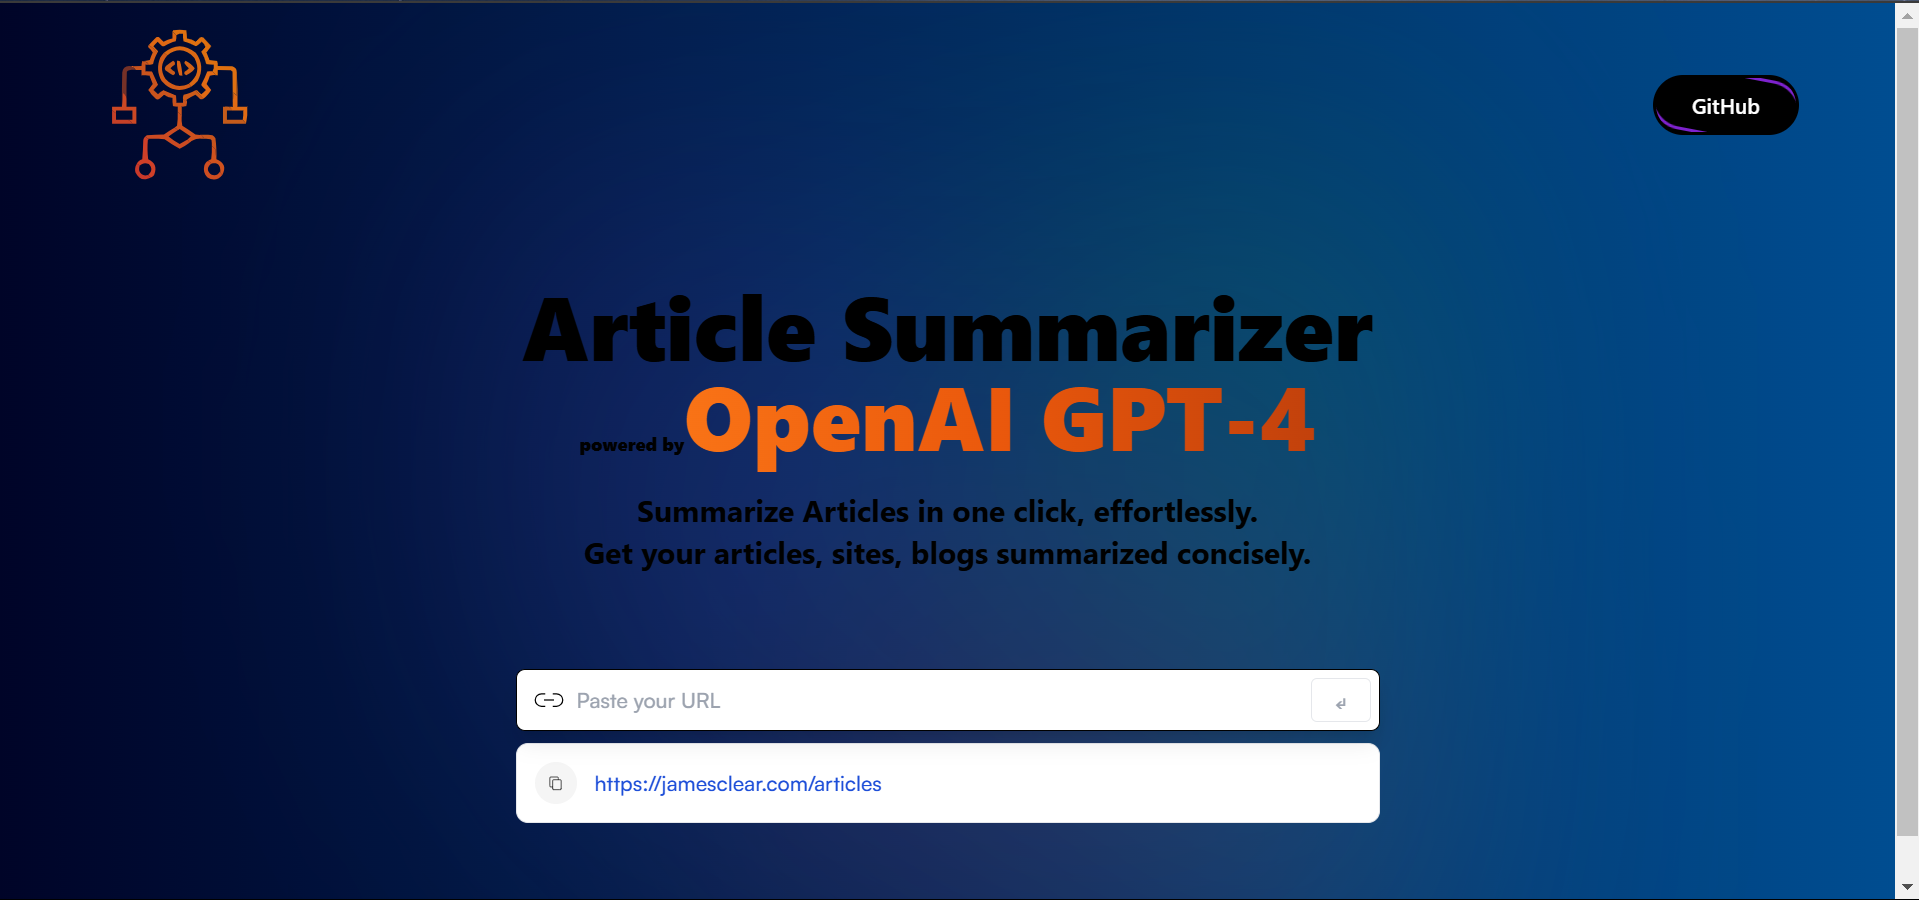 GitHub
Article Summarizer
powered by OpenAI GPT-4
Summarize Articles in one click, effortlessly.
Get your articles, sites, blogs summarized concisely.
Paste your URL
↵
https://jamesclear.com/articles